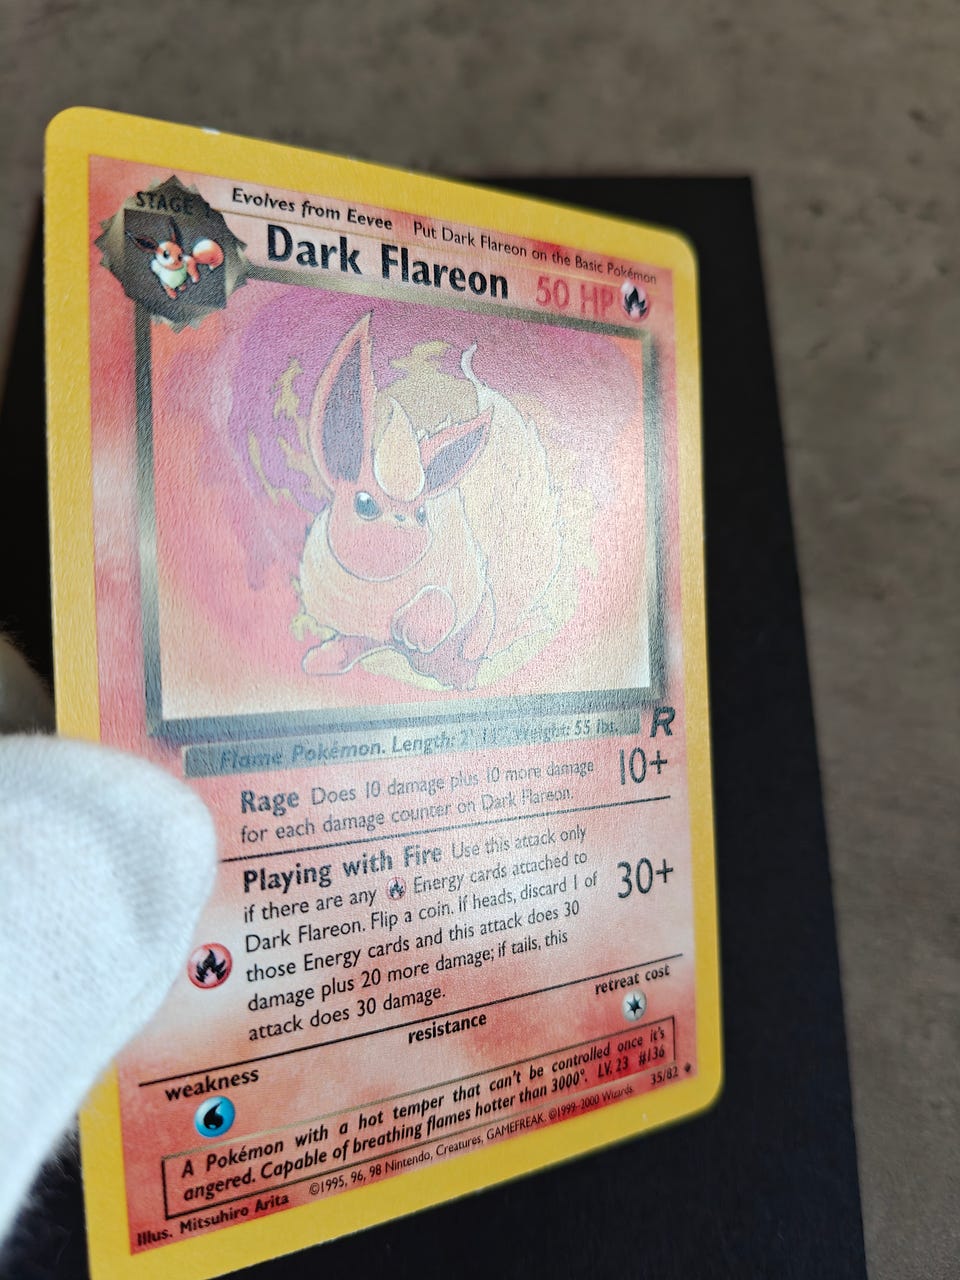 STAGE
Evolves from Eevee Put Dark Flareon on the Basic Pokémon
Dark Flareon 50 HP
Flame Pokémon. Length: 2' 11" Weight: 55 lbs.
R
Rage Does 10 damage plus 10 more damage 10+
for each damage counter on Dark Flareon.
Playing with Fire Use this attack only
if there are any Energy cards attached to 30+
Dark Flareon. Flip a coin. If heads, discard 1 of
those Energy cards and this attack does 30
damage plus 20 more damage; if tails, this
attack does 30 damage.
weakness resistance retreat cost
A Pokémon with a hot temper that can't be controlled once it's
angered. Capable of breathing flames hotter than 3000°. LV. 23 #136
Illus. Mitsuhiro Arita ©1995, 96, 98 Nintendo, Creatures, GAMEFREAK. ©1999-2000 Wizards. 35/82